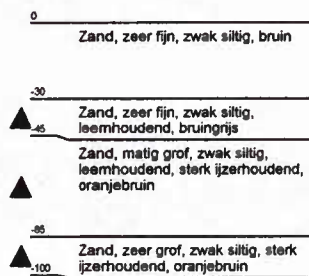 0
Zand, zeer fijn, zwak siltig, bruin
-30
Zand, zeer fijn, zwak siltig,
leemhoudend, bruingrijs
-45
Zand, matig grof, zwak siltig,
leemhoudend, sterk ijzerhoudend,
oranjebruin
-85
Zand, zeer grof, zwak siltig, sterk
ijzerhoudend, oranjebruin
-100